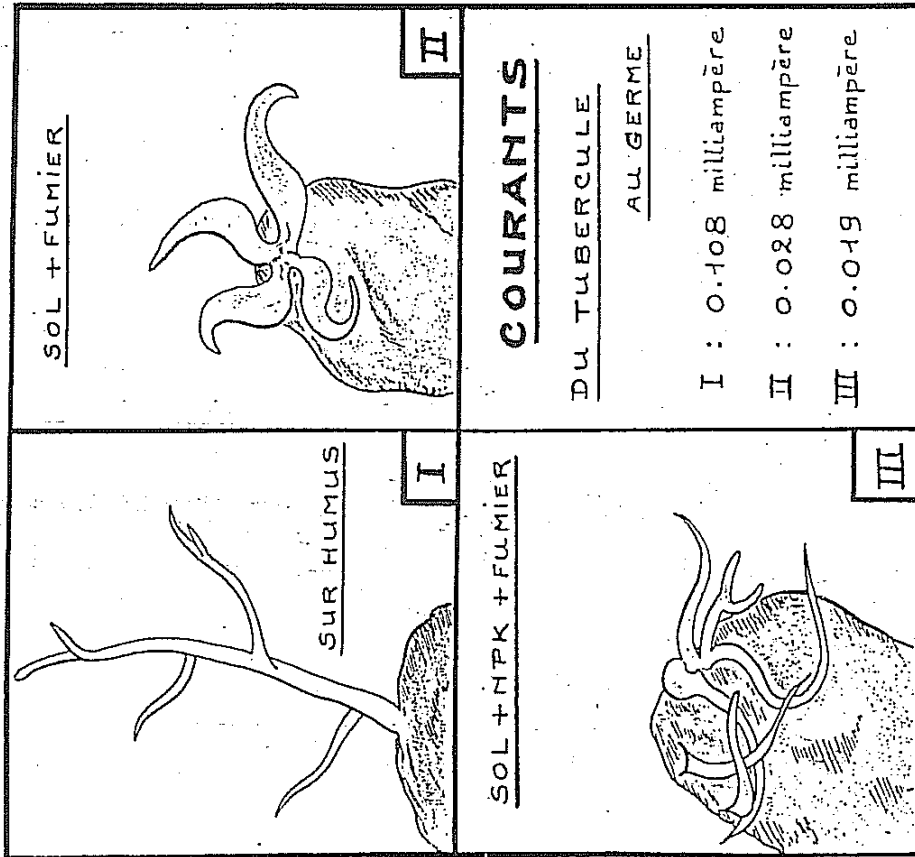 SUR HUMUS
I
SOL + FUMIER
II
SOL + NPK + FUMIER
III
COURANTS
DU TUBERCULE
AU GERME
I : 0.108 milliampère
II : 0.028 milliampère
III : 0.019 milliampère